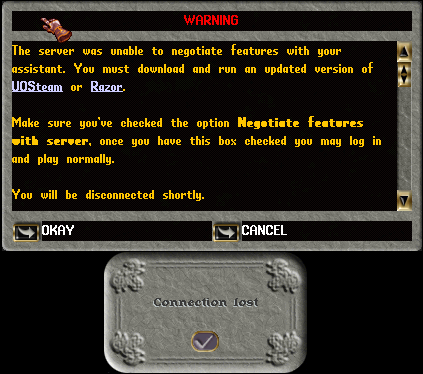 WARNING
The server was unable to negotiate features with your
assistant. You must download and run an updated version of
UOSteam or Razor.
Make sure you've checked the option Negotiate features
with server, once you have this box checked you may log in
and play normally.
You will be disconnected shortly.
OKAY
CANCEL
Connection lost